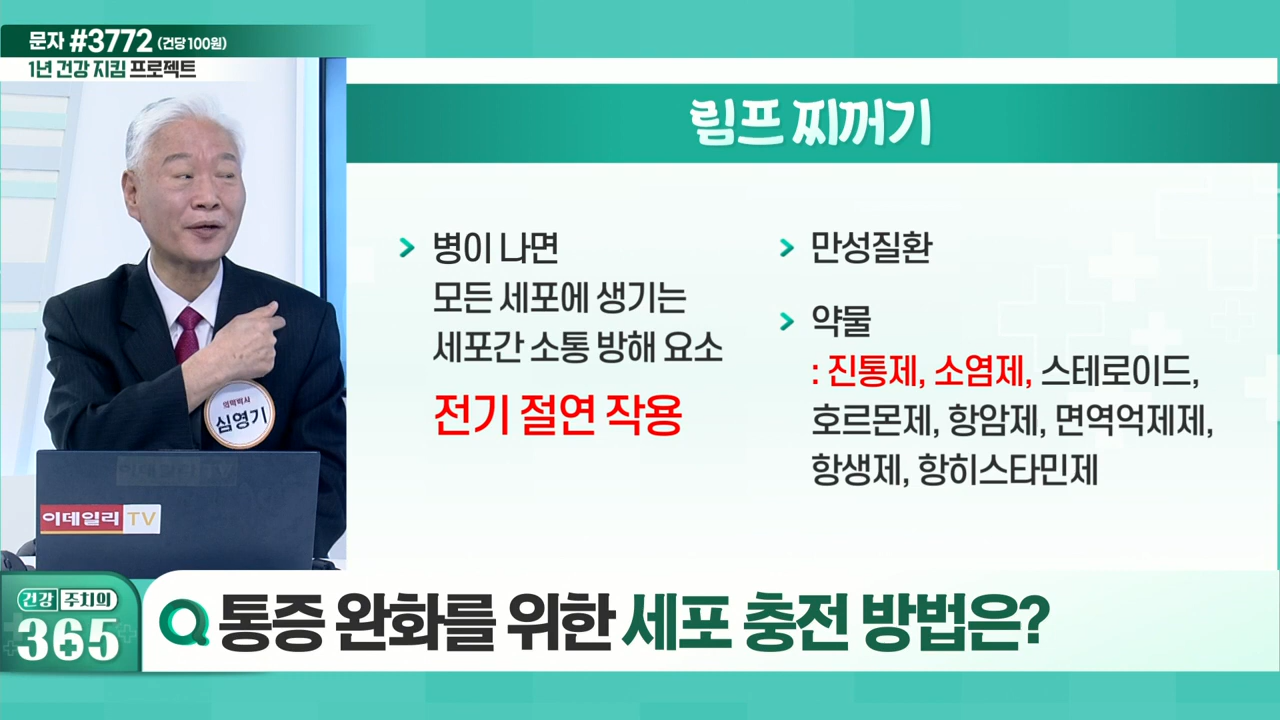 문자 #3772 (건당 100원)
1년 건강 지킴 프로젝트
림프 찌꺼기
병이 나면
모든 세포에 생기는
세포간 소통 방해 요소
전기 절연 작용
만성질환
약물
: 진통제, 소염제, 스테로이드,
호르몬제, 항암제, 면역억제제,
항생제, 항히스타민제
의학박사
심영기
이데일리 TV
건강 주치의
365
Q 통증 완화를 위한 세포 충전 방법은?